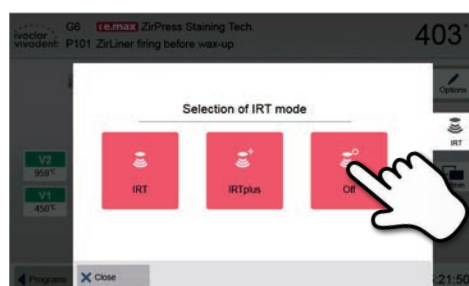 ivoclar vivadent
G6 IPS e.max ZirPress Staining Tech.
P101 ZirLiner firing before wax-up
403°
Options
Selection of IRT mode
IRT
IRT
IRTplus
Off
V2
959°C
V1
450°C
Programs
Close
:21:50